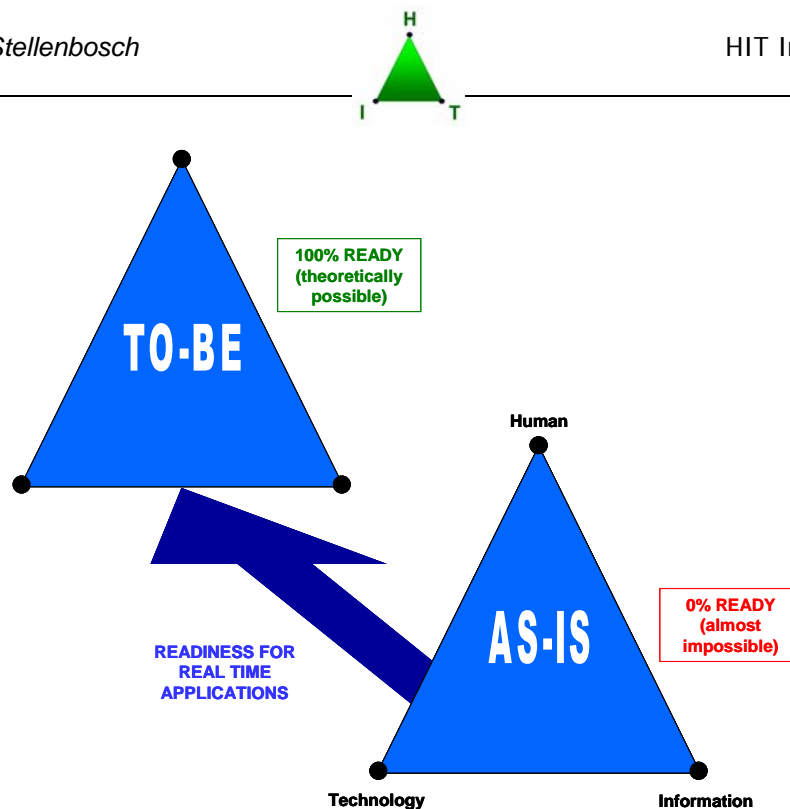 Stellenbosch
H
HIT
I
T
100% READY
(theoretically
possible)
TO-BE
Human
0% READY
(almost
impossible)
AS-IS
READINESS FOR
REAL TIME
APPLICATIONS
Technology
Information